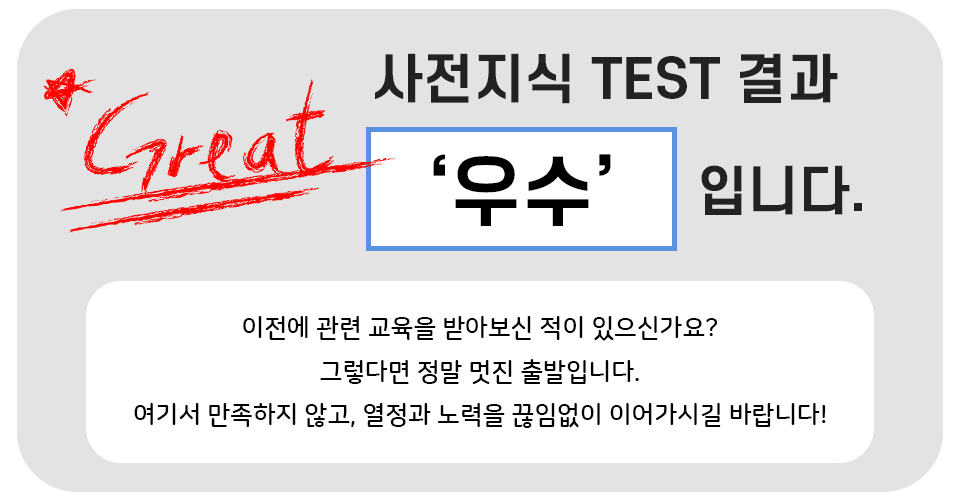 Great
사전지식 TEST 결과
‘우수’ 입니다.
이전에 관련 교육을 받아보신 적이 있으신가요?
그렇다면 정말 멋진 출발입니다.
여기서 만족하지 않고, 열정과 노력을 끊임없이 이어가시길 바랍니다!